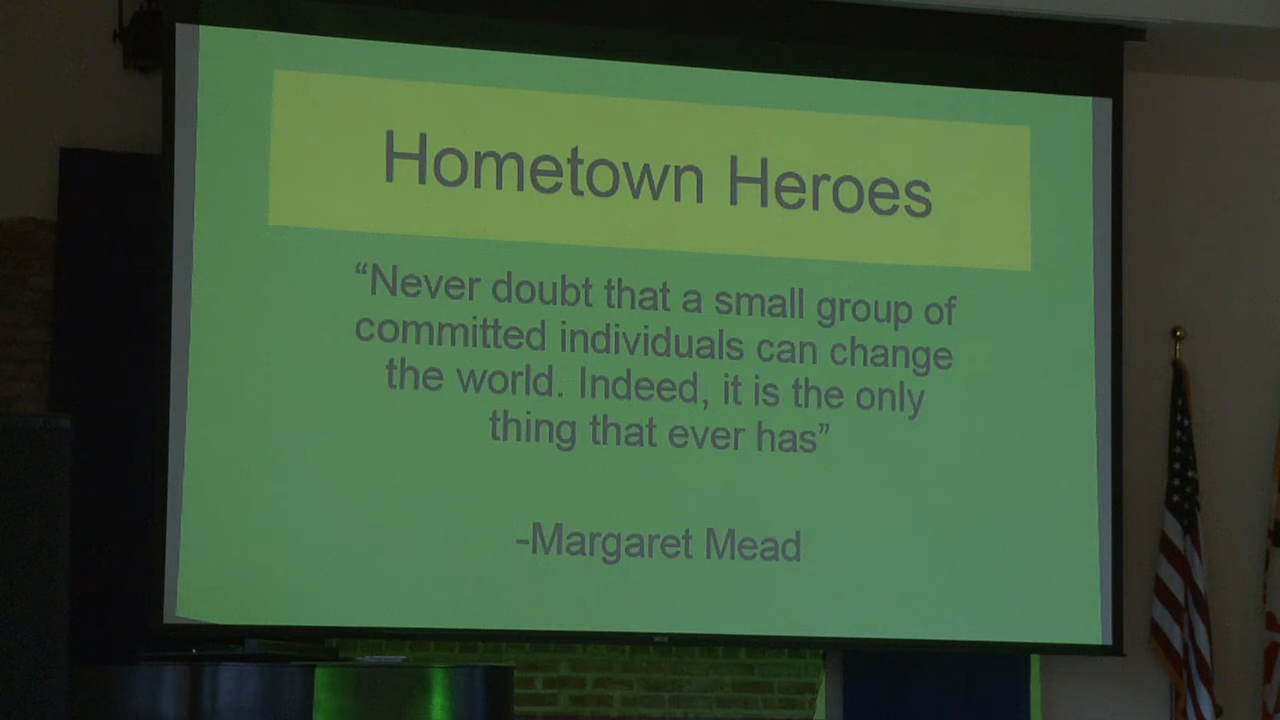 Hometown Heroes
“Never doubt that a small group of
committed individuals can change
the world. Indeed, it is the only
thing that ever has”
-Margaret Mead